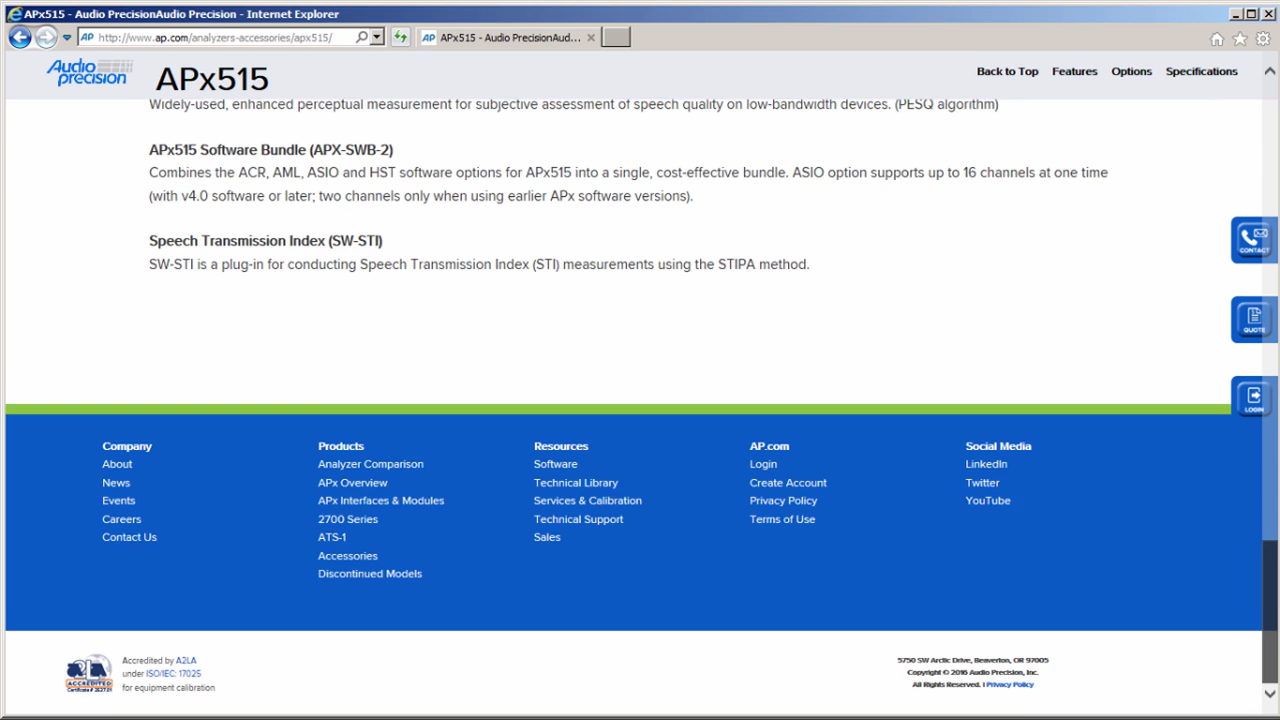 APx515 - Audio PrecisionAudio Precision - Internet Explorer
AP http://www.ap.com/analyzers-accessories/apx515/
AP APx515 - Audio PrecisionAud...
Audio precision
APx515
Back to Top Features Options Specifications
Widely-used, enhanced perceptual measurement for subjective assessment of speech quality on low-bandwidth devices. (PESQ algorithm)
APx515 Software Bundle (APX-SWB-2)
Combines the ACR, AML, ASIO and HST software options for APx515 into a single, cost-effective bundle. ASIO option supports up to 16 channels at one time
(with v4.0 software or later; two channels only when using earlier APx software versions).
Speech Transmission Index (SW-STI)
SW-STI is a plug-in for conducting Speech Transmission Index (STI) measurements using the STIPA method.
CONTACT
QUOTE
LOGIN
Company
About
News
Events
Careers
Contact Us
Products
Analyzer Comparison
APx Overview
APx Interfaces & Modules
2700 Series
ATS-1
Accessories
Discontinued Models
Resources
Software
Technical Library
Services & Calibration
Technical Support
Sales
AP.com
Login
Create Account
Privacy Policy
Terms of Use
Social Media
LinkedIn
Twitter
YouTube
A2LA
ACCREDITED
Accredited by A2LA
under ISO/IEC: 17025
for equipment calibration
5750 SW Arctic Drive, Beaverton, OR 97005
Copyright © 2016 Audio Precision, Inc.
All Rights Reserved. | Privacy Policy